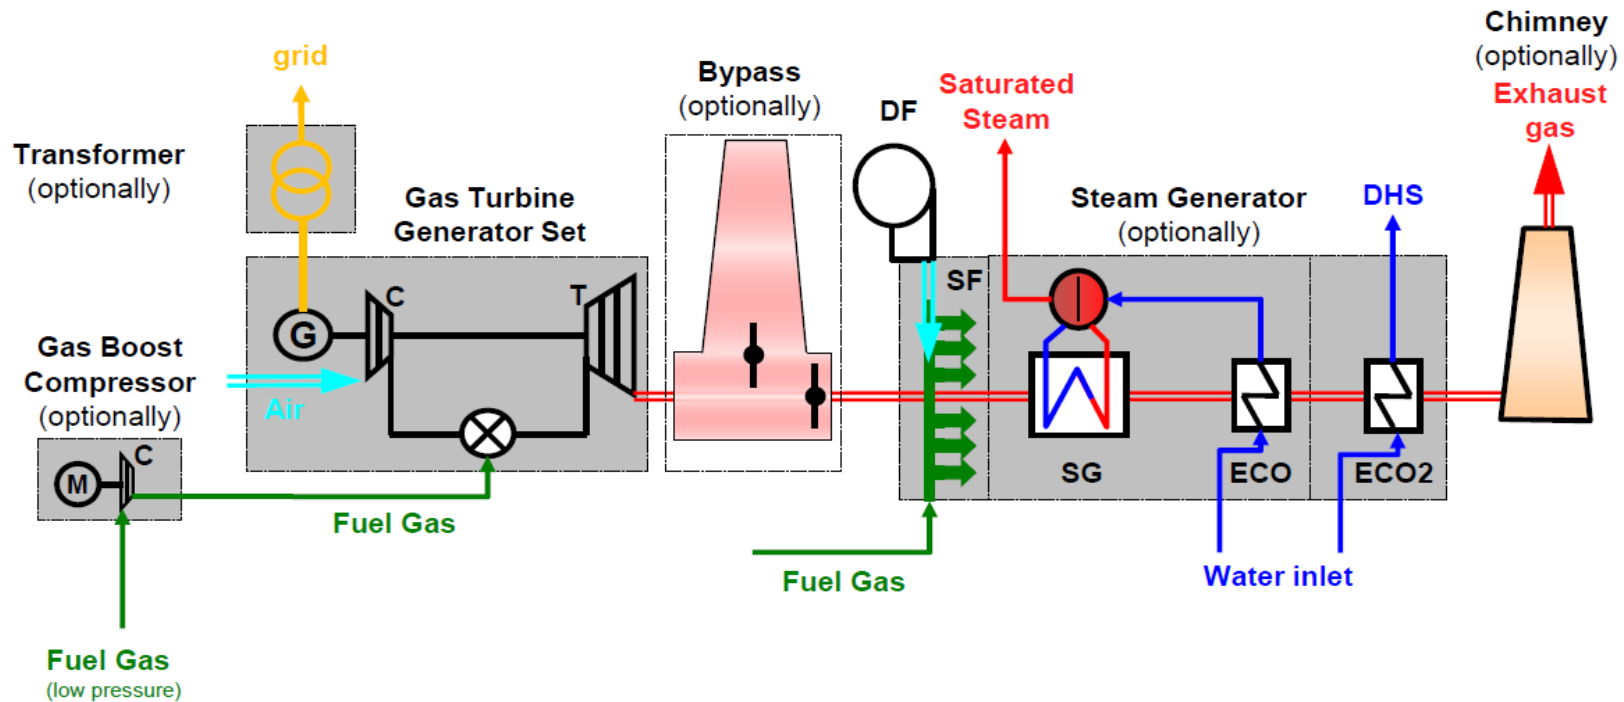 grid
Transformer
(optionally)
Gas Turbine
Generator Set
Bypass
(optionally)
DF
Saturated
Steam
Steam Generator
(optionally)
DHS
Chimney
(optionally)
Exhaust
gas
G
C
T
SF
Gas Boost
Compressor
(optionally)
Air
M
C
Fuel Gas
Fuel Gas
(low pressure)
Fuel Gas
SG
ECO
ECO2
Water inlet